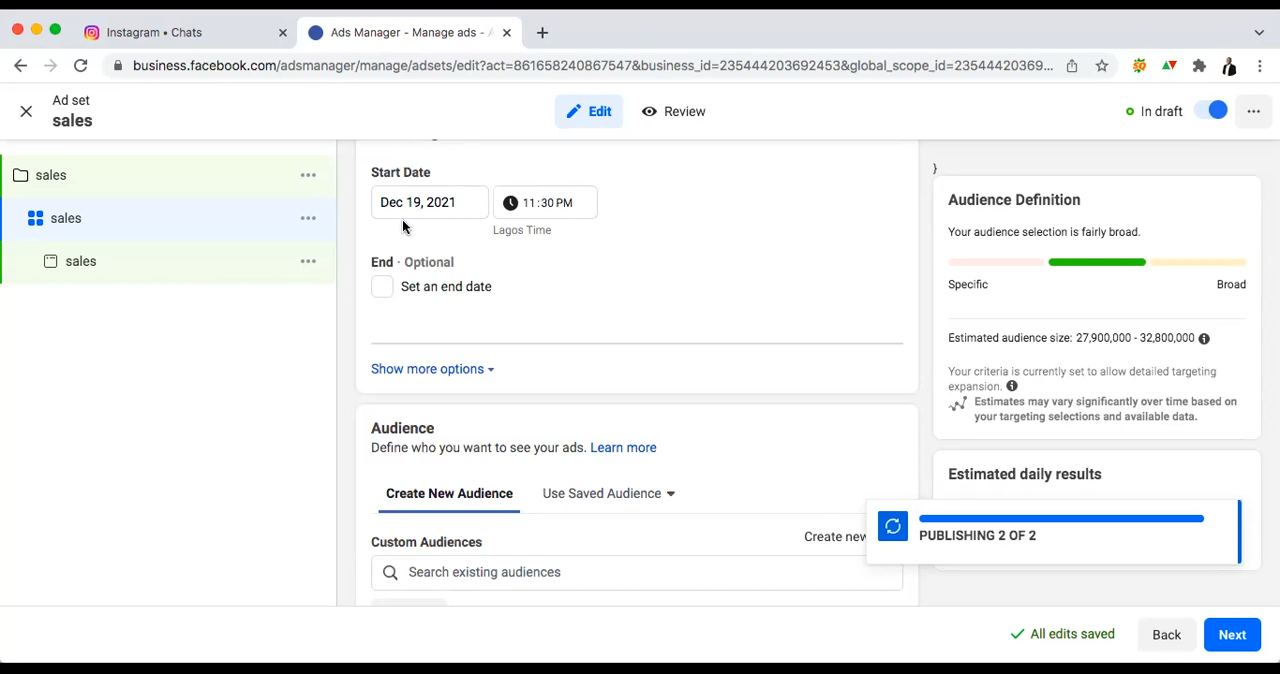 Instagram • Chats
Ads Manager - Manage ads - A
business.facebook.com/adsmanager/manage/adsets/edit?act=861658240867547&business_id=235444203692453&global_scope_id=23544420369...
Ad set
sales
Edit
Review
In draft
sales
sales
sales
Start Date
Dec 19, 2021
11:30 PM
Lagos Time
End · Optional
Set an end date
Show more options
Audience
Define who you want to see your ads. Learn more
Create New Audience
Use Saved Audience
Custom Audiences
Create new
Search existing audiences
}
Audience Definition
Your audience selection is fairly broad.
Specific
Broad
Estimated audience size: 27,900,000 - 32,800,000
Your criteria is currently set to allow detailed targeting
expansion.
Estimates may vary significantly over time based on
your targeting selections and available data.
Estimated daily results
PUBLISHING 2 OF 2
All edits saved
Back
Next